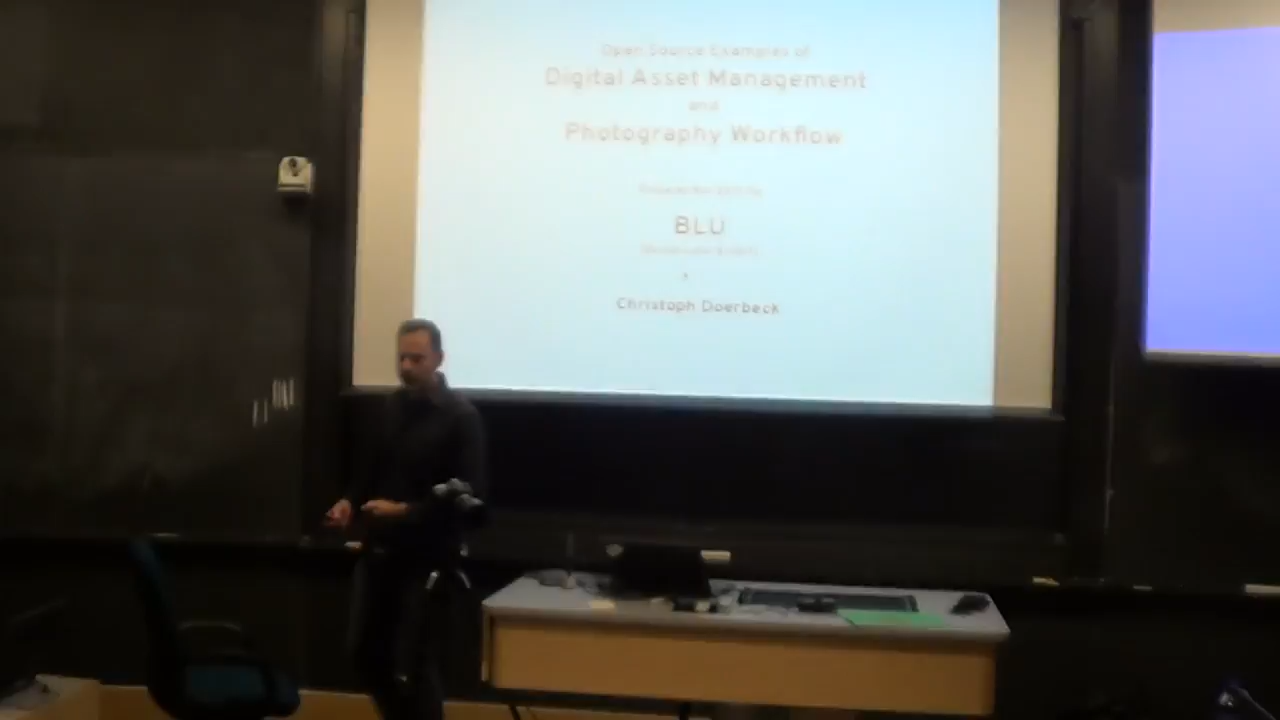 Open Source Examples of
Digital Asset Management
and
Photography Workflow
BLU
Christoph Doerbeck